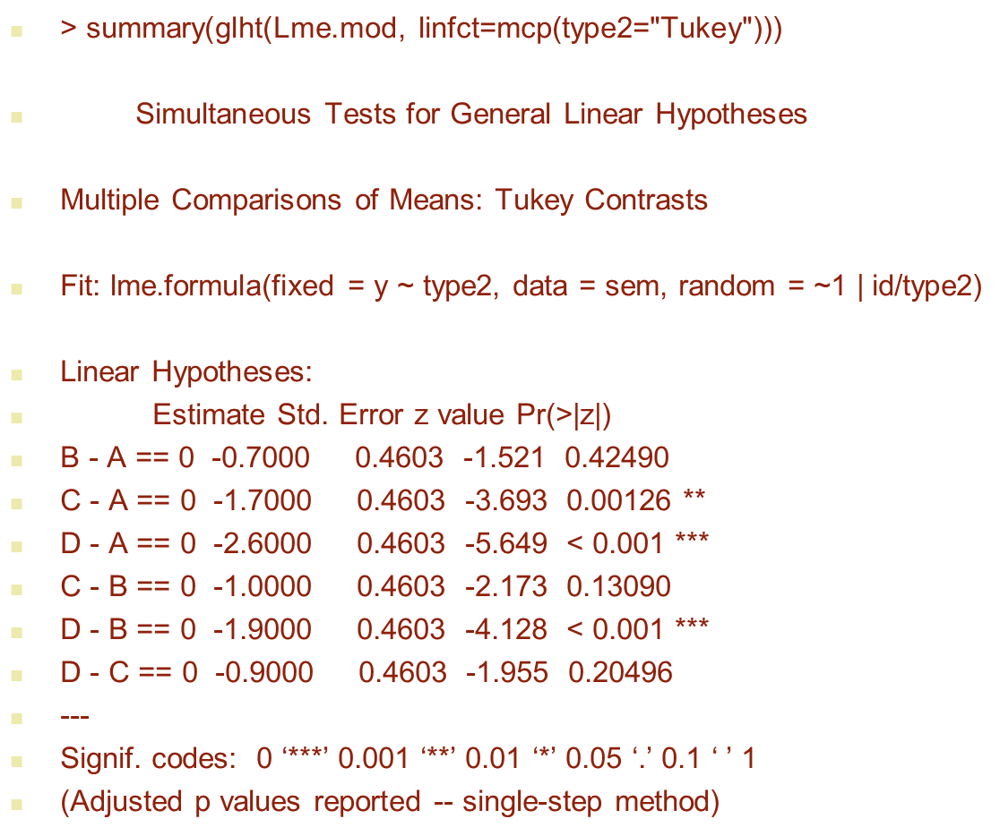 > summary(glht(Lme.mod, linfct=mcp(type2="Tukey")))
Simultaneous Tests for General Linear Hypotheses
Multiple Comparisons of Means: Tukey Contrasts
Fit: lme.formula(fixed = y ~ type2, data = sem, random = ~1 | id/type2)
Linear Hypotheses:
Estimate Std. Error z value Pr(>|z|)
B - A == 0 -0.7000 0.4603 -1.521 0.42490
C - A == 0 -1.7000 0.4603 -3.693 0.00126 **
D - A == 0 -2.6000 0.4603 -5.649 < 0.001 ***
C - B == 0 -1.0000 0.4603 -2.173 0.13090
D - B == 0 -1.9000 0.4603 -4.128 < 0.001 ***
D - C == 0 -0.9000 0.4603 -1.955 0.20496
---
Signif. codes: 0 ‘***’ 0.001 ‘**’ 0.01 ‘*’ 0.05 ‘.’ 0.1 ‘ ’ 1
(Adjusted p values reported -- single-step method)